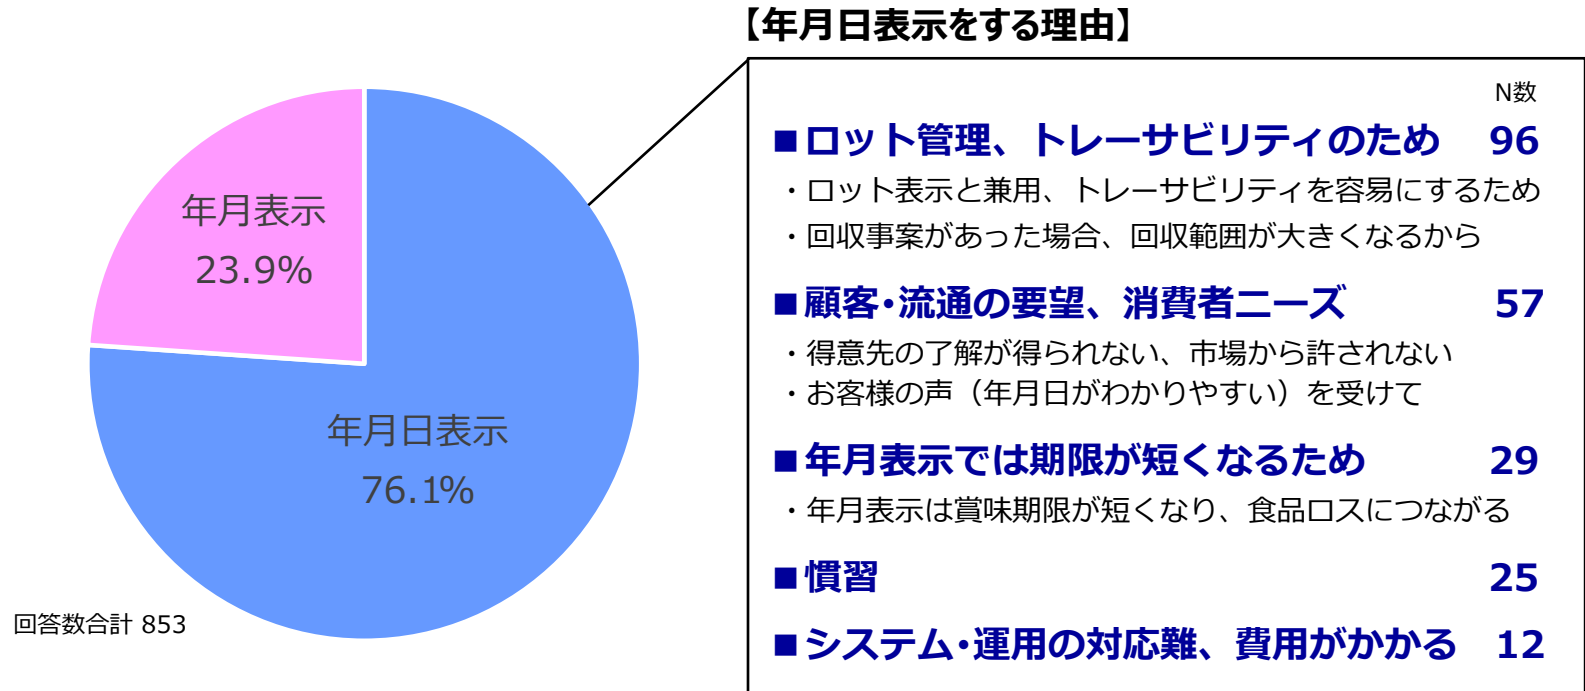 【年月日表示をする理由】
N数
■ロット管理、トレーサビリティのため 96
・ロット表示と兼用、トレーサビリティを容易にするため
・回収事案があった場合、回収範囲が大きくなるから
■顧客・流通の要望、消費者ニーズ 57
・得意先の了解が得られない、市場から許されない
・お客様の声（年月日がわかりやすい）を受けて
■年月表示では期限が短くなるため 29
・年月表示は賞味期限が短くなり、食品ロスにつながる
■慣習 25
■システム・運用の対応難、費用がかかる 12
年月表示
23.9%
年月日表示
76.1%
回答数合計 853